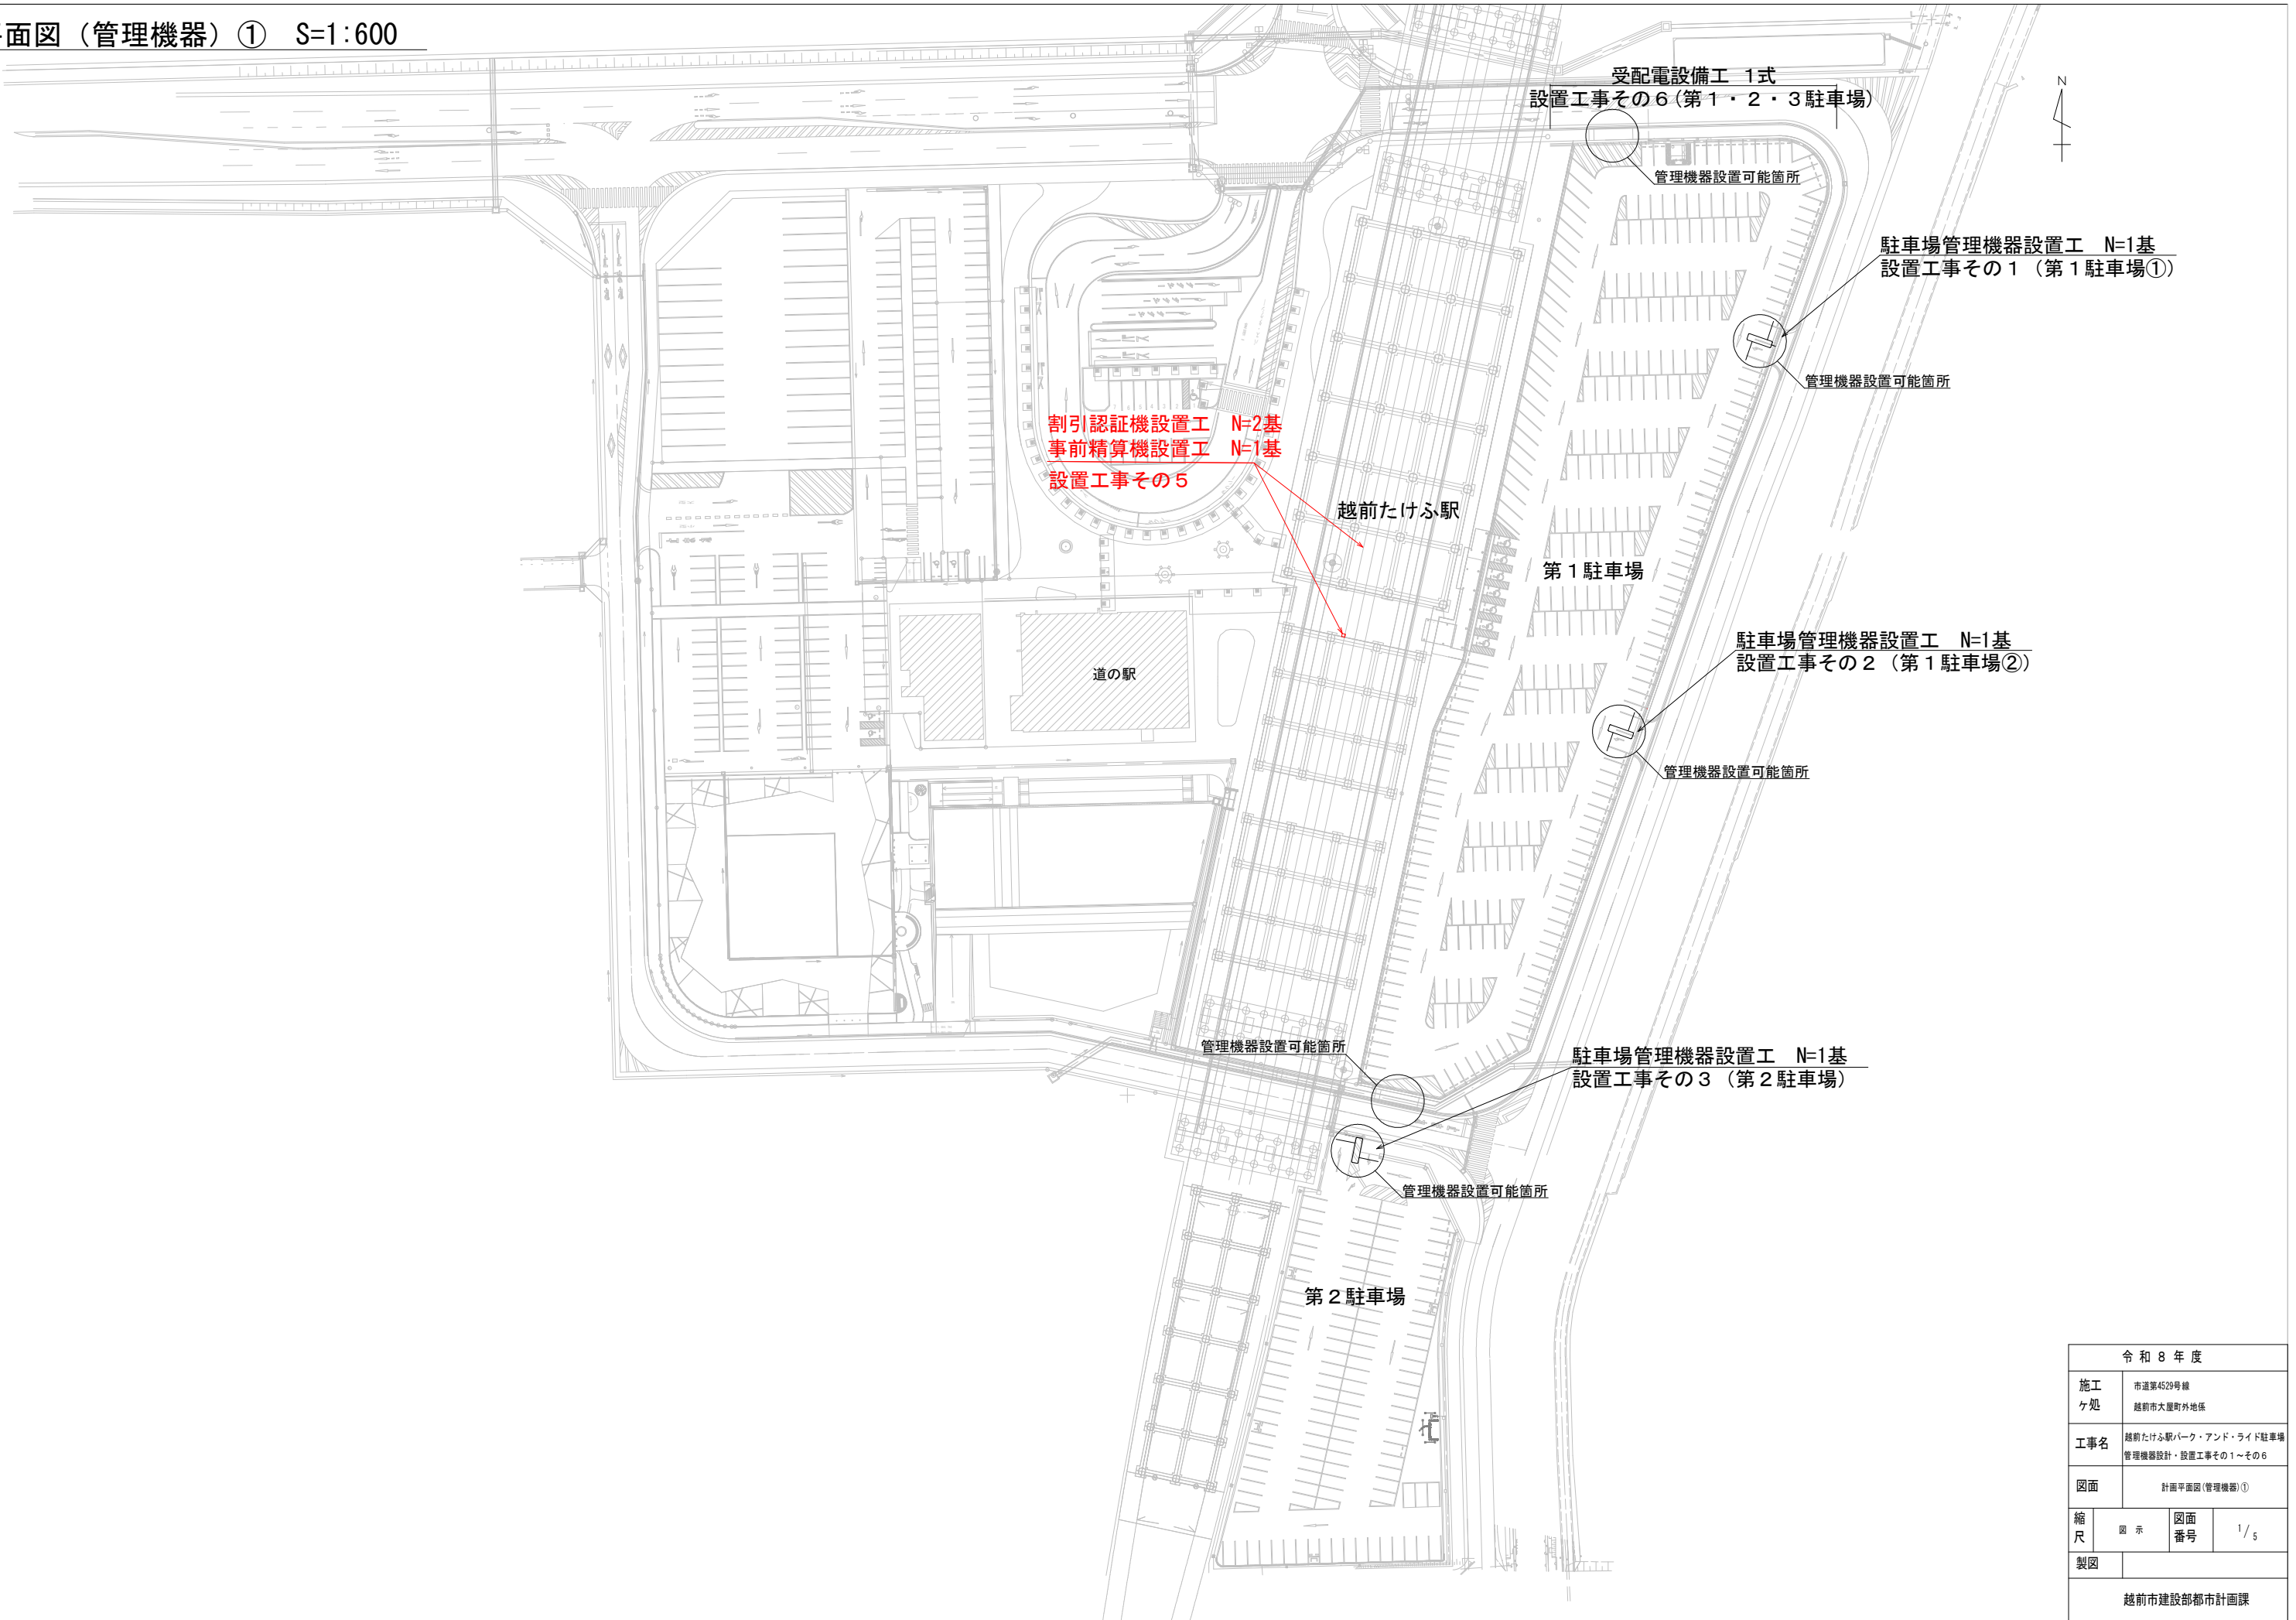 面図（管理機器）①　S=1:600
受配電設備工　1式
設置工事その６(第１・２・３駐車場)
N
管理機器設置可能箇所
駐車場管理機器設置工　N=1基
設置工事その１（第１駐車場①）
管理機器設置可能箇所
割引認証機設置工　N=2基
事前精算機設置工　N=1基
設置工事その５
越前たけふ駅
第１駐車場
道の駅
駐車場管理機器設置工　N=1基
設置工事その２（第１駐車場②）
管理機器設置可能箇所
管理機器設置可能箇所
駐車場管理機器設置工　N=1基
設置工事その３（第２駐車場）
管理機器設置可能箇所
第２駐車場
令和８年度
施工ヶ処
市道第4529号線
越前市大屋町外地係
工事名
越前たけふ駅パーク・アンド・ライド駐車場
管理機器設計・設置工事その１～その６
図面
計画平面図(管理機器)①
縮尺
図示
図面番号
1/5
製図
越前市建設部都市計画課